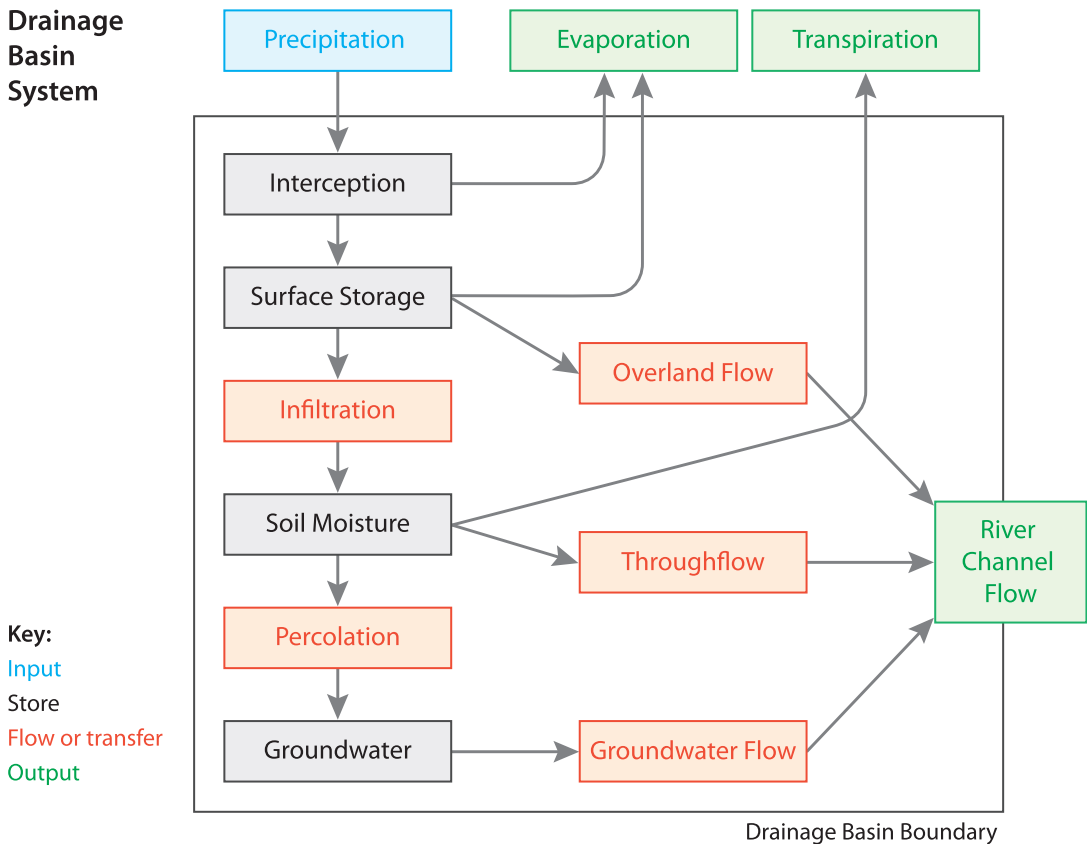 Drainage
Basin
System
Precipitation
Evaporation
Transpiration
Interception
Surface Storage
Overland Flow
Infiltration
Soil Moisture
Throughflow
River
Channel
Flow
Percolation
Groundwater
Groundwater Flow
Key:
Input
Store
Flow or transfer
Output
Drainage Basin Boundary